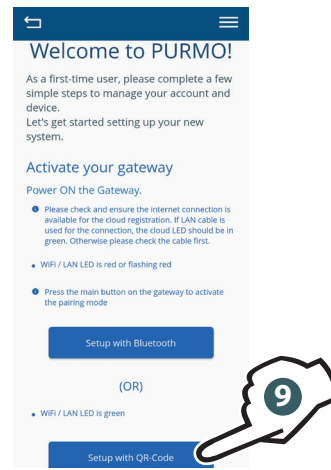 Welcome to PURMO!
As a first-time user, please complete a few
simple steps to manage your account and
device.
Let's get started setting up your new
system.
Activate your gateway
Power ON the Gateway.
Please check and ensure the internet connection is
available for the cloud registration. If LAN cable is
used for the connection, the cloud LED should be in
green. Otherwise please check the cable first.
WiFi / LAN LED is red or flashing red
Press the main button on the gateway to activate
the pairing mode
Setup with Bluetooth
(OR)
WiFi / LAN LED is green
Setup with QR-Code
9